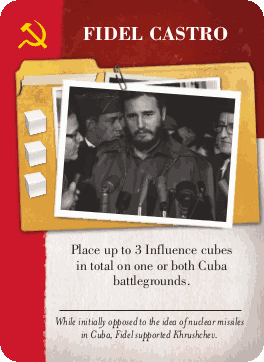 FIDEL CASTRO
Place up to 3 Influence cubes
in total on one or both Cuba
battlegrounds.
While initially opposed to the idea of nuclear missiles
in Cuba, Fidel supported Khrushchev.